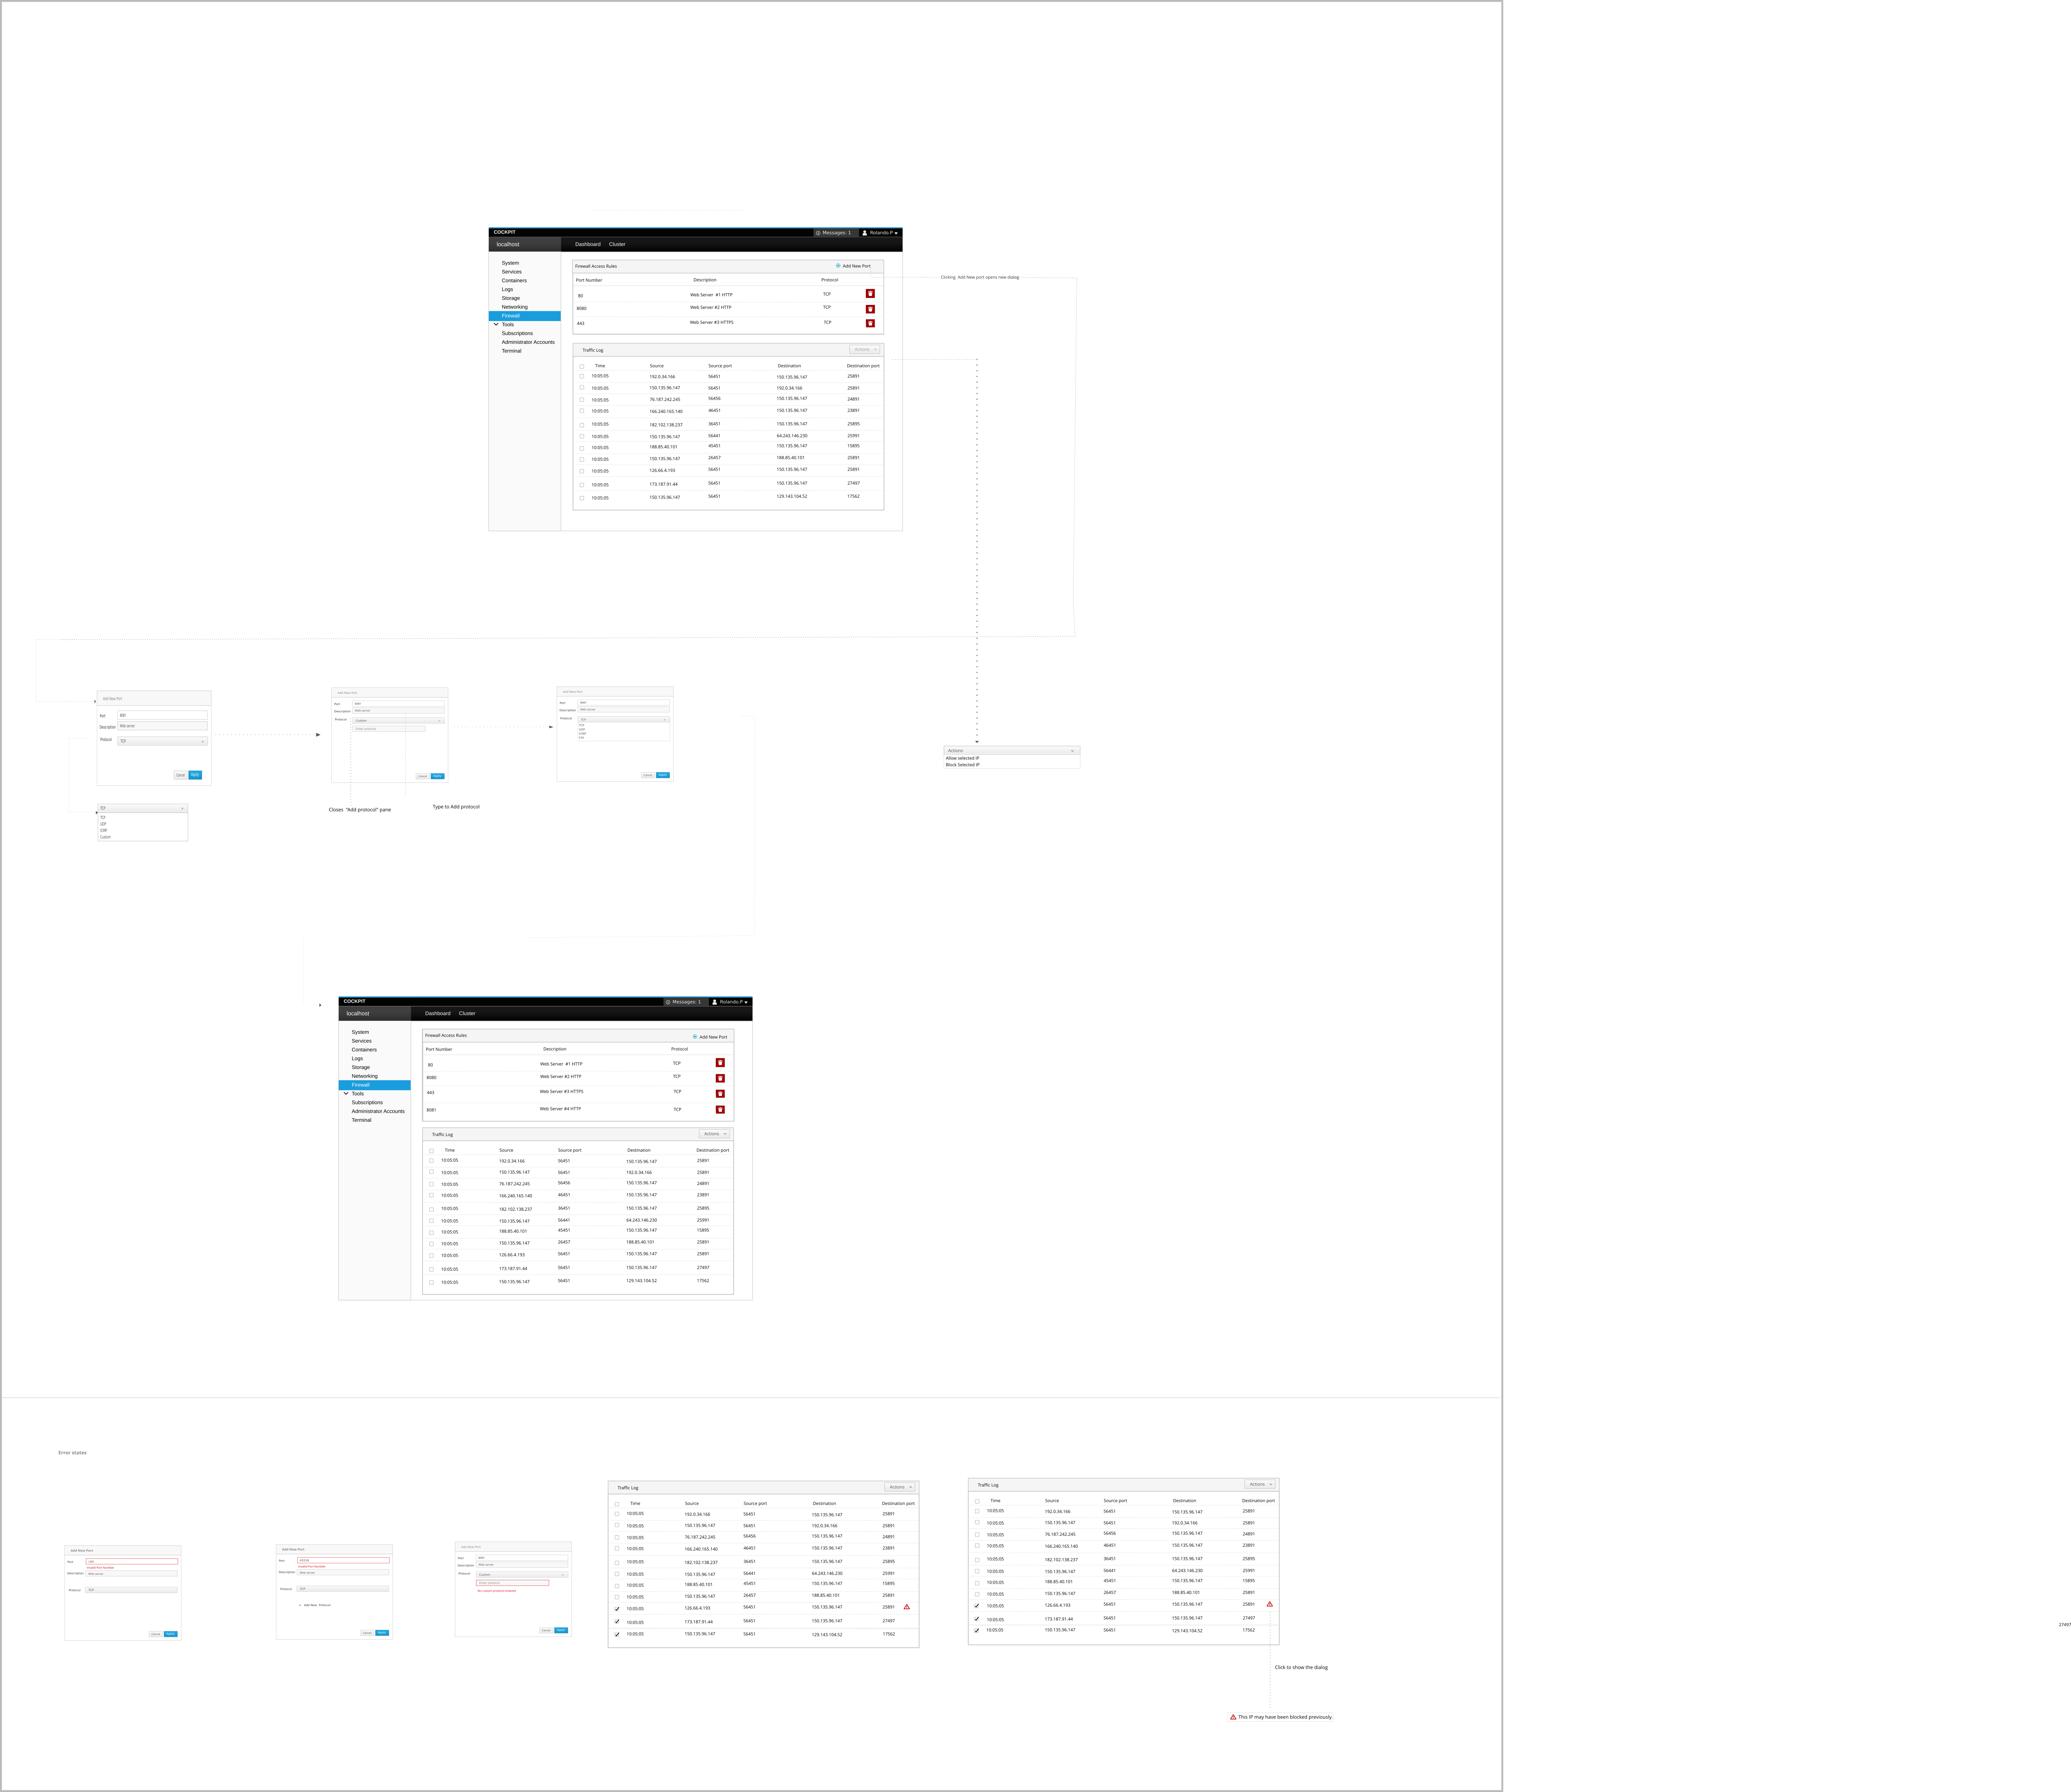 COCKPIT
Messages: 1
Rolando.P
localhost
Dashboard Cluster
System
Services
Containers
Logs
Storage
Networking
Firewall
Tools
Subscriptions
Administrator Accounts
Terminal
Firewall Access Rules
Add New Port
Port Number Description Protocol
80 Web Server #1 HTTP TCP
8080 Web Server #2 HTTP TCP
443 Web Server #3 HTTPS TCP
Clicking Add New port opens new dialog
Traffic Log
Actions
Time Source Source port Destination Destination port
10:05:05 192.0.34.166 56451 150.135.96.147 25891
10:05:05 150.135.96.147 56451 192.0.34.166 25891
10:05:05 76.187.242.245 56456 150.135.96.147 24891
10:05:05 166.240.165.140 46451 150.135.96.147 23891
10:05:05 182.102.138.237 36451 150.135.96.147 25895
10:05:05 150.135.96.147 56441 64.243.146.230 25991
10:05:05 188.85.40.101 45451 150.135.96.147 15895
10:05:05 150.135.96.147 26457 188.85.40.101 25891
10:05:05 126.66.4.193 56451 150.135.96.147 25891
10:05:05 173.187.91.44 56451 150.135.96.147 27497
10:05:05 150.135.96.147 56451 129.143.104.52 17562
Add New Port
Port 8081
Description Web server
Protocol TCP
Cancel Apply
TCP
TCP
UDP
ICMP
Custom
Add New Port
Port 8081
Description Web server
Protocol Custom
Enter protocol
Cancel Apply
Closes "Add protocol" pane
Type to Add protocol
Add New Port
Port 8081
Description Web server
Protocol TCP
TCP
UDP
ICMP
Cancel Apply
Actions
Allow selected IP
Block Selected IP
COCKPIT
Messages: 1
Rolando.P
localhost
Dashboard Cluster
System
Services
Containers
Logs
Storage
Networking
Firewall
Tools
Subscriptions
Administrator Accounts
Terminal
Firewall Access Rules
Add New Port
Port Number Description Protocol
80 Web Server #1 HTTP TCP
8080 Web Server #2 HTTP TCP
443 Web Server #3 HTTPS TCP
8081 Web Server #4 HTTP TCP
Traffic Log
Actions
Time Source Source port Destination Destination port
10:05:05 192.0.34.166 56451 150.135.96.147 25891
10:05:05 150.135.96.147 56451 192.0.34.166 25891
10:05:05 76.187.242.245 56456 150.135.96.147 24891
10:05:05 166.240.165.140 46451 150.135.96.147 23891
10:05:05 182.102.138.237 36451 150.135.96.147 25895
10:05:05 150.135.96.147 56441 64.243.146.230 25991
10:05:05 188.85.40.101 45451 150.135.96.147 15895
10:05:05 150.135.96.147 26457 188.85.40.101 25891
10:05:05 126.66.4.193 56451 150.135.96.147 25891
10:05:05 173.187.91.44 56451 150.135.96.147 27497
10:05:05 150.135.96.147 56451 129.143.104.52 17562
Error states
Add New Port
Port
Invalid Port Number
Description Web server
Protocol TCP
Cancel Apply
Add New Port
Port
Invalid Port Number
Description Web server
Protocol TCP
+ Add New Protocol
Cancel Apply
Add New Port
Port 8081
Description Web server
Protocol Custom
Enter protocol
No custom protocol entered
Cancel Apply
Traffic Log
Actions
Time Source Source port Destination Destination port
10:05:05 192.0.34.166 56451 150.135.96.147 25891
10:05:05 150.135.96.147 56451 192.0.34.166 25891
10:05:05 76.187.242.245 56456 150.135.96.147 24891
10:05:05 166.240.165.140 46451 150.135.96.147 23891
10:05:05 182.102.138.237 36451 150.135.96.147 25895
10:05:05 150.135.96.147 56441 64.243.146.230 25991
10:05:05 188.85.40.101 45451 150.135.96.147 15895
10:05:05 150.135.96.147 26457 188.85.40.101 25891
10:05:05 126.66.4.193 56451 150.135.96.147 25891
10:05:05 173.187.91.44 56451 150.135.96.147 27497
10:05:05 150.135.96.147 56451 129.143.104.52 17562
Traffic Log
Actions
Time Source Source port Destination Destination port
10:05:05 192.0.34.166 56451 150.135.96.147 25891
10:05:05 150.135.96.147 56451 192.0.34.166 25891
10:05:05 76.187.242.245 56456 150.135.96.147 24891
10:05:05 166.240.165.140 46451 150.135.96.147 23891
10:05:05 182.102.138.237 36451 150.135.96.147 25895
10:05:05 150.135.96.147 56441 64.243.146.230 25991
10:05:05 188.85.40.101 45451 150.135.96.147 15895
10:05:05 150.135.96.147 26457 188.85.40.101 25891
10:05:05 126.66.4.193 56451 150.135.96.147 25891
10:05:05 173.187.91.44 56451 150.135.96.147 27497
10:05:05 150.135.96.147 56451 129.143.104.52 17562
27497
Click to show the dialog
This IP may have been blocked previously.